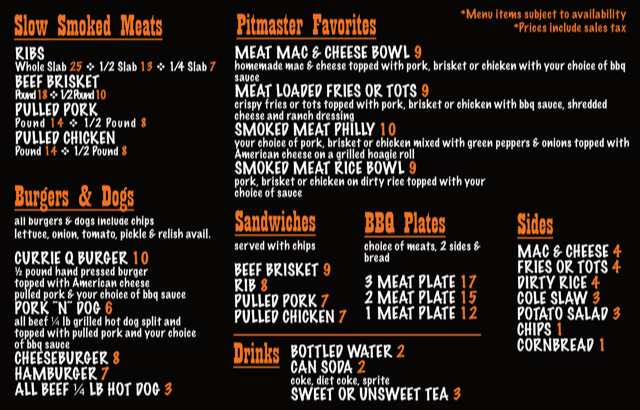 *Menu items subject to availability
*Prices include sales tax
Slow Smoked Meats
RIBS
Whole Slab 25 ❖ 1/2 Slab 13 ❖ 1/4 Slab 7
BEEF BRISKET
Pound 18 ❖ 1/2 Pound 10
PULLED PORK
Pound 14 ❖ 1/2 Pound 8
PULLED CHICKEN
Pound 14 ❖ 1/2 Pound 8
Burgers & Dogs
all burgers & dogs include chips
lettuce, onion, tomato, pickle & relish avail.
CURRIE Q BURGER 10
½ pound hand pressed burger
topped with American cheese
pulled pork & your choice of bbq sauce
PORK "N" DOG 6
all beef ¼ lb grilled hot dog split and
topped with pulled pork and your choice
of bbq sauce
CHEESEBURGER 8
HAMBURGER 7
ALL BEEF ¼ LB HOT DOG 3
Pitmaster Favorites
MEAT MAC & CHEESE BOWL 9
homemade mac & cheese topped with pork, brisket or chicken with your choice of bbq
sauce
MEAT LOADED FRIES OR TOTS 9
crispy fries or tots topped with pork, brisket or chicken with bbq sauce, shredded
cheese and ranch dressing
SMOKED MEAT PHILLY 10
your choice of pork, brisket or chicken mixed with green peppers & onions topped with
American cheese on a grilled hoagie roll
SMOKED MEAT RICE BOWL 9
pork, brisket or chicken on dirty rice topped with your
choice of sauce
Sandwiches
served with chips
BEEF BRISKET 9
RIB 8
PULLED PORK 7
PULLED CHICKEN 7
BBQ Plates
choice of meats, 2 sides &
bread
3 MEAT PLATE 17
2 MEAT PLATE 15
1 MEAT PLATE 12
Sides
MAC & CHEESE 4
FRIES OR TOTS 4
DIRTY RICE 4
COLE SLAW 3
POTATO SALAD 3
CHIPS 1
CORNBREAD 1
Drinks
BOTTLED WATER 2
CAN SODA 2
coke, diet coke, sprite
SWEET OR UNSWEET TEA 3